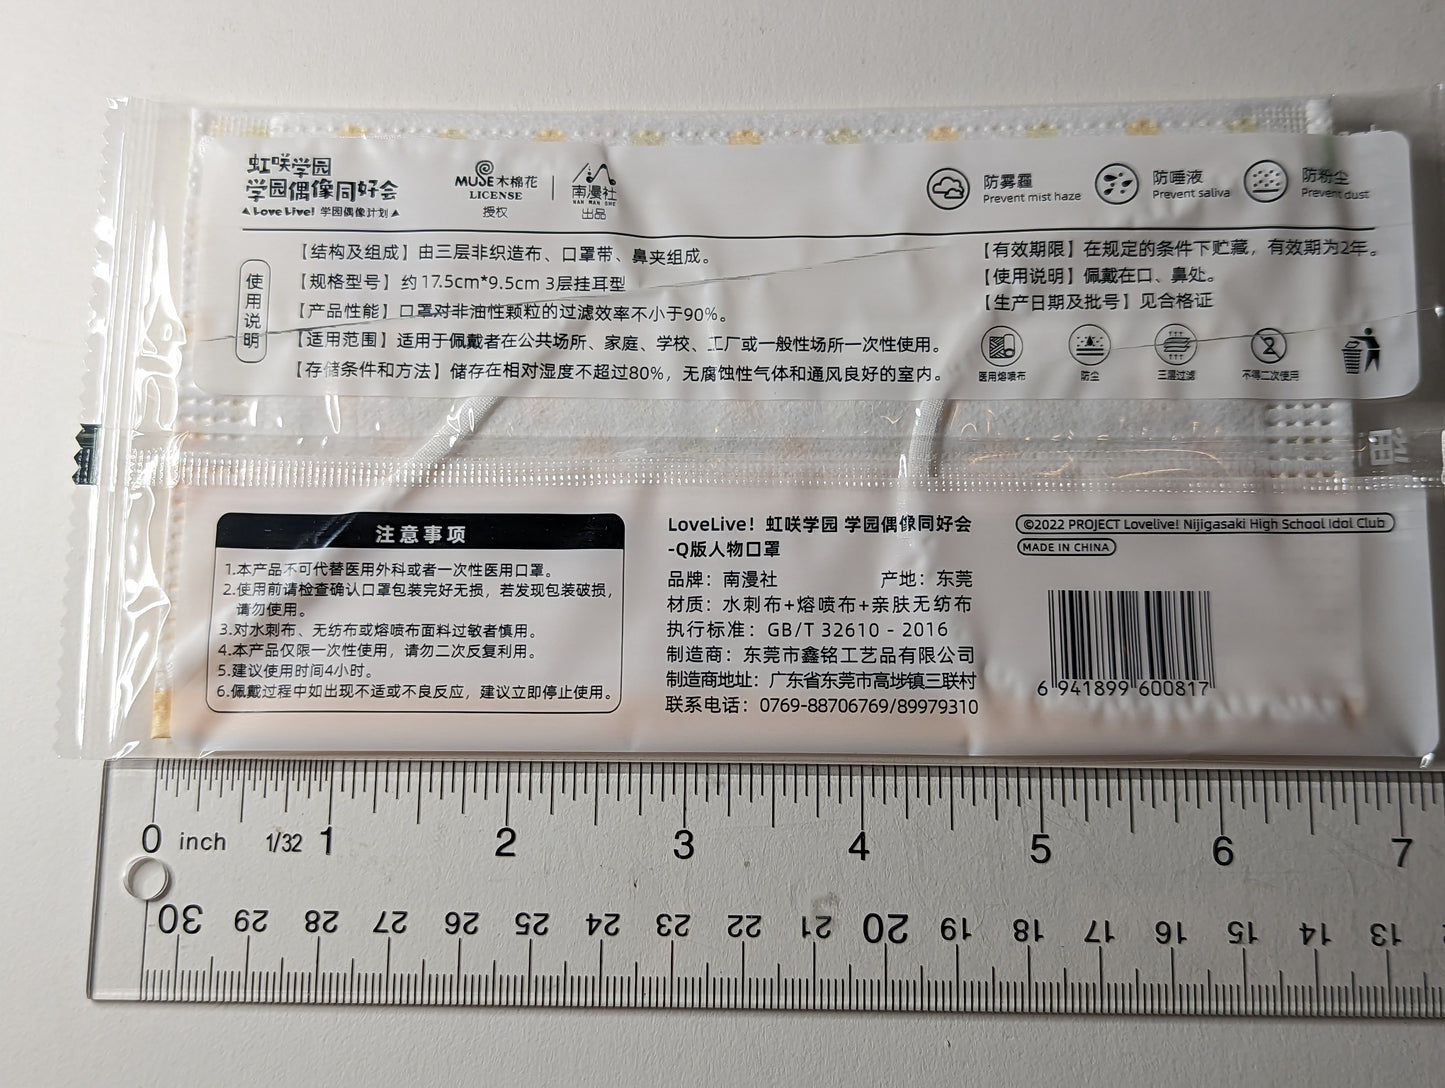 虹咲学园
学园偶像同好会
LoveLive! 学园偶像计划
MUSE木棉花
LICENSE
授权
南漫社
NAN MAN SHE
出品
防雾霾
Prevent mist haze
防唾液
Prevent saliva
防粉尘
Prevent dust
使用说明
【结构及组成】由三层非织造布、口罩带、鼻夹组成。
【规格型号】约17.5cm*9.5cm 3层挂耳型
【产品性能】口罩对非油性颗粒的过滤效率不小于90%。
【适用范围】适用于佩戴者在公共场所、家庭、学校、工厂或一般性场所一次性使用。
【存储条件和方法】储存在相对湿度不超过80%，无腐蚀性气体和通风良好的室内。
【有效期限】在规定的条件下贮藏，有效期为2年。
【使用说明】佩戴在口、鼻处。
【生产日期及批号】见合格证
医用熔喷布
防尘
三层过滤
不得二次使用
注意事项
1.本产品不可代替医用外科或者一次性医用口罩。
2.使用前请检查确认口罩包装完好无损，若发现包装破损，
请勿使用。
3.对水刺布、无纺布或熔喷布面料过敏者慎用。
4.本产品仅限一次性使用，请勿二次反复利用。
5.建议使用时间4小时。
6.佩戴过程中如出现不适或不良反应，建议立即停止使用。
LoveLive! 虹咲学园 学园偶像同好会
-Q版人物口罩
品牌：南漫社 产地：东莞
材质：水刺布+熔喷布+亲肤无纺布
执行标准：GB/T 32610 - 2016
制造商：东莞市鑫铭工艺品有限公司
制造商地址：广东省东莞市高埗镇三联村
联系电话：0769-88706769/89979310
©2022 PROJECT Lovelive! Nijigasaki High School Idol Club
MADE IN CHINA
6 941899 600817
0 inch 1/32 1 2 3 4 5 6 7
30 29 28 27 26 25 24 23 22 21 20 19 18 17 16 15 14 13